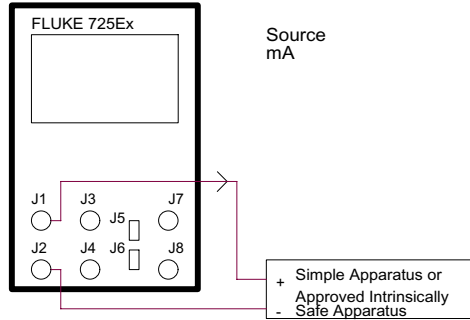 FLUKE 725Ex
Source
mA
J1 J3 J7
J5
J2 J4 J6 J8
+ Simple Apparatus or
Approved Intrinsically
- Safe Apparatus